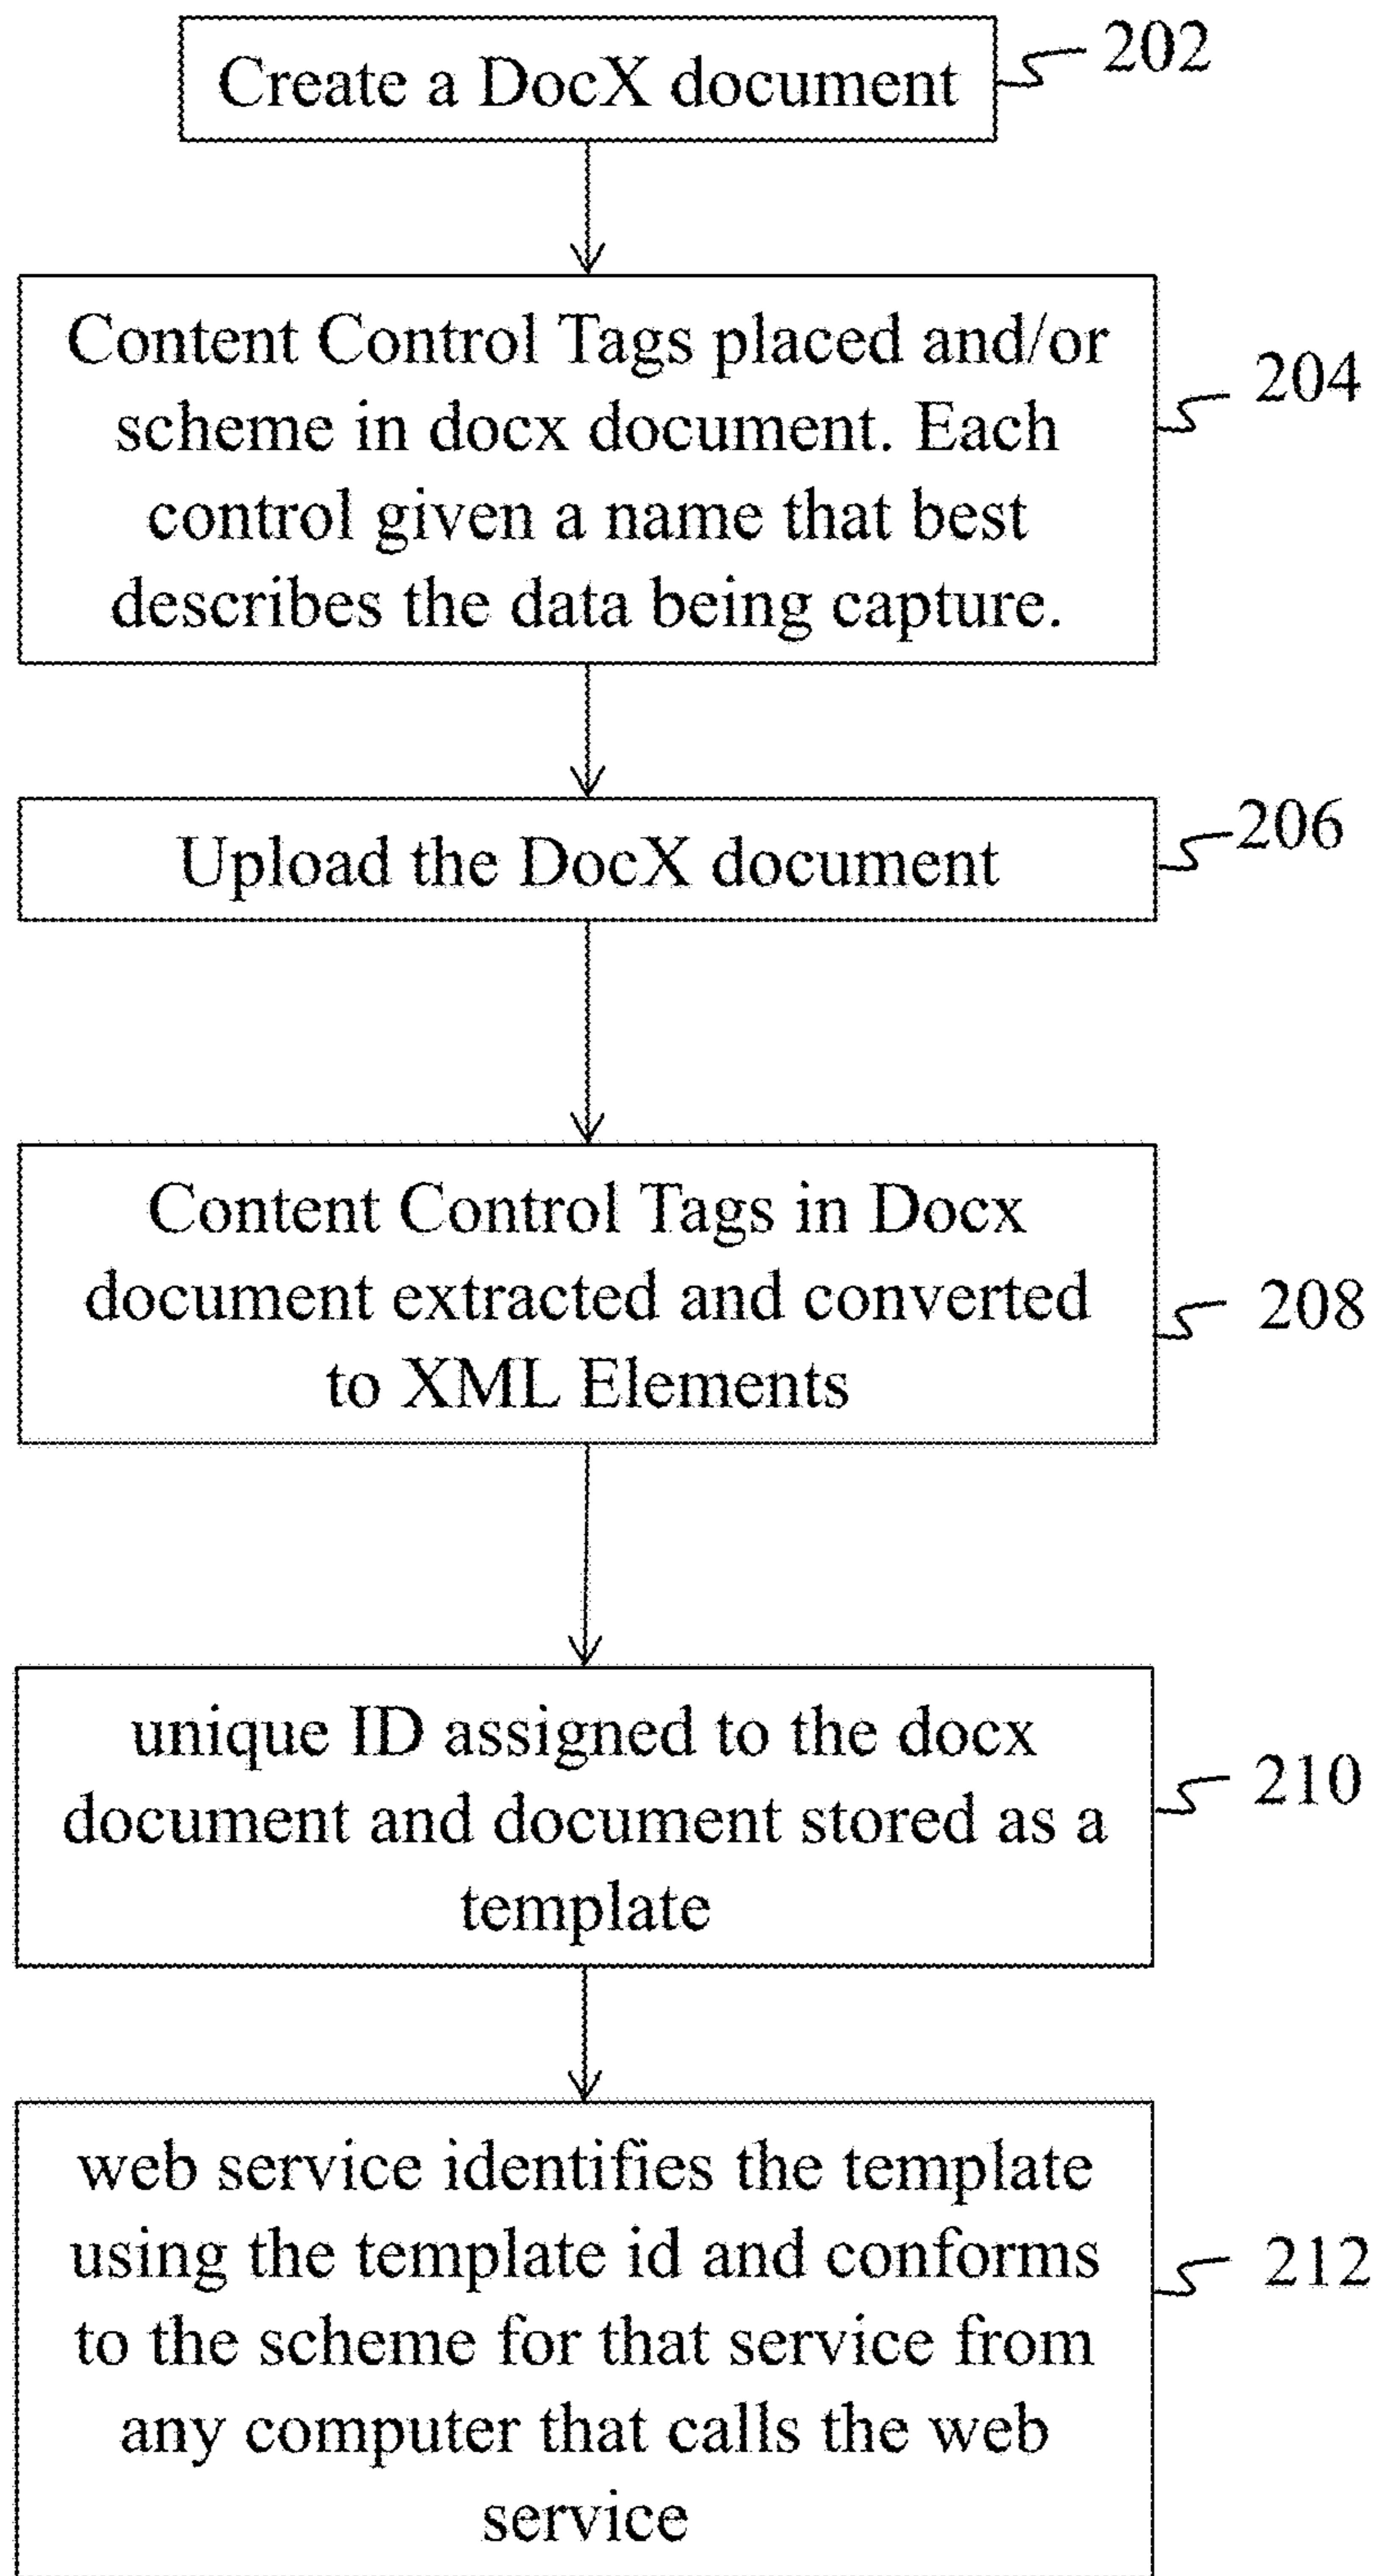 Create a DocX document
202
Content Control Tags placed and/or
scheme in docx document. Each
control given a name that best
describes the data being capture.
204
Upload the DocX document
206
Content Control Tags in Docx
document extracted and converted
to XML Elements
208
unique ID assigned to the docx
document and document stored as a
template
210
web service identifies the template
using the template id and conforms
to the scheme for that service from
any computer that calls the web
service
212